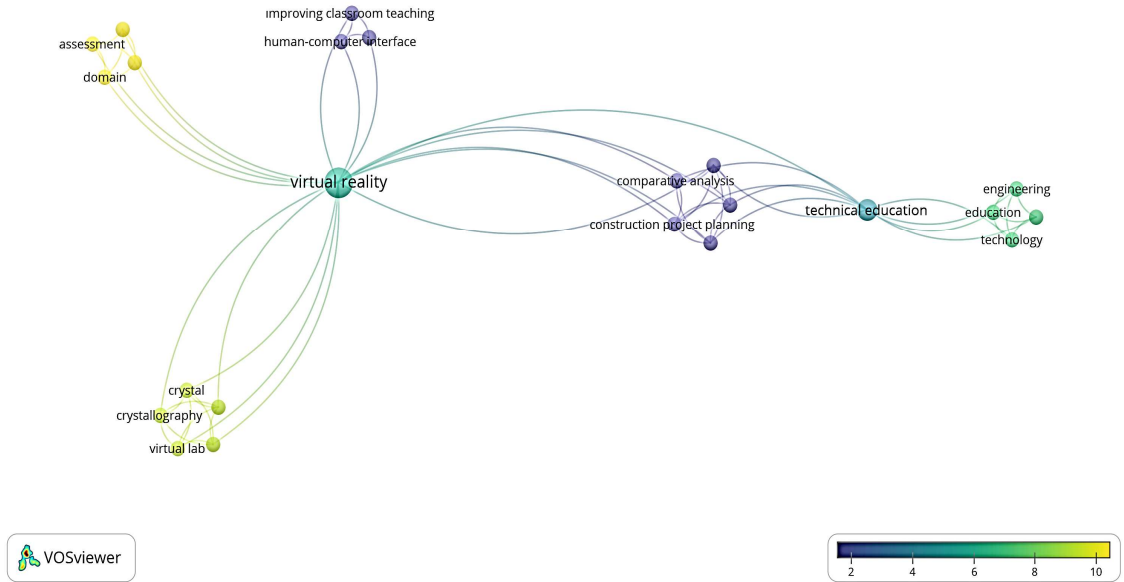 improving classroom teaching
assessment
human-computer interface
domain
virtual reality
comparative analysis
engineering
technical education
education
construction project planning
technology
crystal
crystallography
virtual lab
VOSviewer
2 4 6 8 10